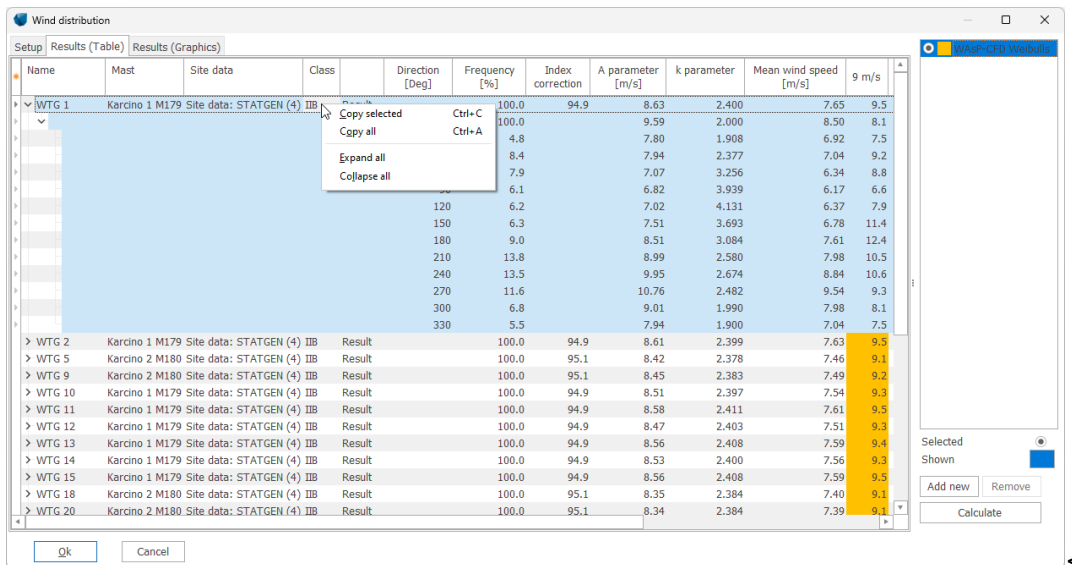 Wind distribution
Setup Results (Table) Results (Graphics)
WAsP-CFD Weibulls
Name Mast Site data Class Direction [Deg] Frequency [%] Index correction A parameter [m/s] k parameter Mean wind speed [m/s] 9 m/s
WTG 1 Karcino 1 M179 Site data: STATGEN (4) IIB 100.0 94.9 8.63 2.400 7.65 9.5
Copy selected Ctrl+C
Copy all Ctrl+A
Expand all
Collapse all
100.0 9.59 2.000 8.50 8.1
4.8 7.80 1.908 6.92 7.5
8.4 7.94 2.377 7.04 9.2
7.9 7.07 3.256 6.34 8.8
6.1 6.82 3.939 6.17 6.6
120 6.2 7.02 4.131 6.37 7.9
150 6.3 7.51 3.693 6.78 11.4
180 9.0 8.51 3.084 7.61 12.4
210 13.8 8.99 2.580 7.98 10.5
240 13.5 9.95 2.674 8.84 10.6
270 11.6 10.76 2.482 9.54 9.3
300 6.8 9.01 1.990 7.98 8.1
330 5.5 7.94 1.900 7.04 7.5
WTG 2 Karcino 1 M179 Site data: STATGEN (4) IIB Result 100.0 94.9 8.61 2.399 7.63 9.5
WTG 5 Karcino 2 M180 Site data: STATGEN (4) IIB Result 100.0 95.1 8.42 2.378 7.46 9.1
WTG 9 Karcino 2 M180 Site data: STATGEN (4) IIB Result 100.0 95.1 8.45 2.383 7.49 9.2
WTG 10 Karcino 1 M179 Site data: STATGEN (4) IIB Result 100.0 94.9 8.51 2.397 7.54 9.3
WTG 11 Karcino 1 M179 Site data: STATGEN (4) IIB Result 100.0 94.9 8.58 2.411 7.61 9.5
WTG 12 Karcino 1 M179 Site data: STATGEN (4) IIB Result 100.0 94.9 8.47 2.403 7.51 9.3
WTG 13 Karcino 1 M179 Site data: STATGEN (4) IIB Result 100.0 94.9 8.56 2.408 7.59 9.4
WTG 14 Karcino 1 M179 Site data: STATGEN (4) IIB Result 100.0 94.9 8.53 2.400 7.56 9.3
WTG 15 Karcino 1 M179 Site data: STATGEN (4) IIB Result 100.0 94.9 8.56 2.408 7.59 9.5
WTG 18 Karcino 2 M180 Site data: STATGEN (4) IIB Result 100.0 95.1 8.35 2.384 7.40 9.1
WTG 20 Karcino 2 M180 Site data: STATGEN (4) IIB Result 100.0 95.1 8.34 2.384 7.39 9.1
Selected
Shown
Add new Remove
Calculate
Ok Cancel